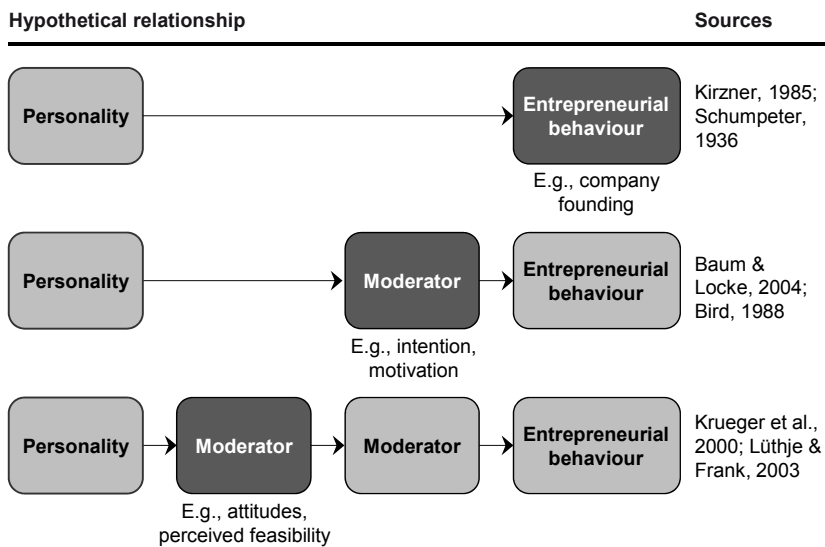 Hypothetical relationship
Sources
Personality
Entrepreneurial
behaviour
E.g., company
founding
Kirzner, 1985;
Schumpeter,
1936
Personality
Moderator
E.g., intention,
motivation
Entrepreneurial
behaviour
Baum &
Locke, 2004;
Bird, 1988
Personality
Moderator
E.g., attitudes,
perceived feasibility
Moderator
Entrepreneurial
behaviour
Krueger et al.,
2000; Lüthje &
Frank, 2003